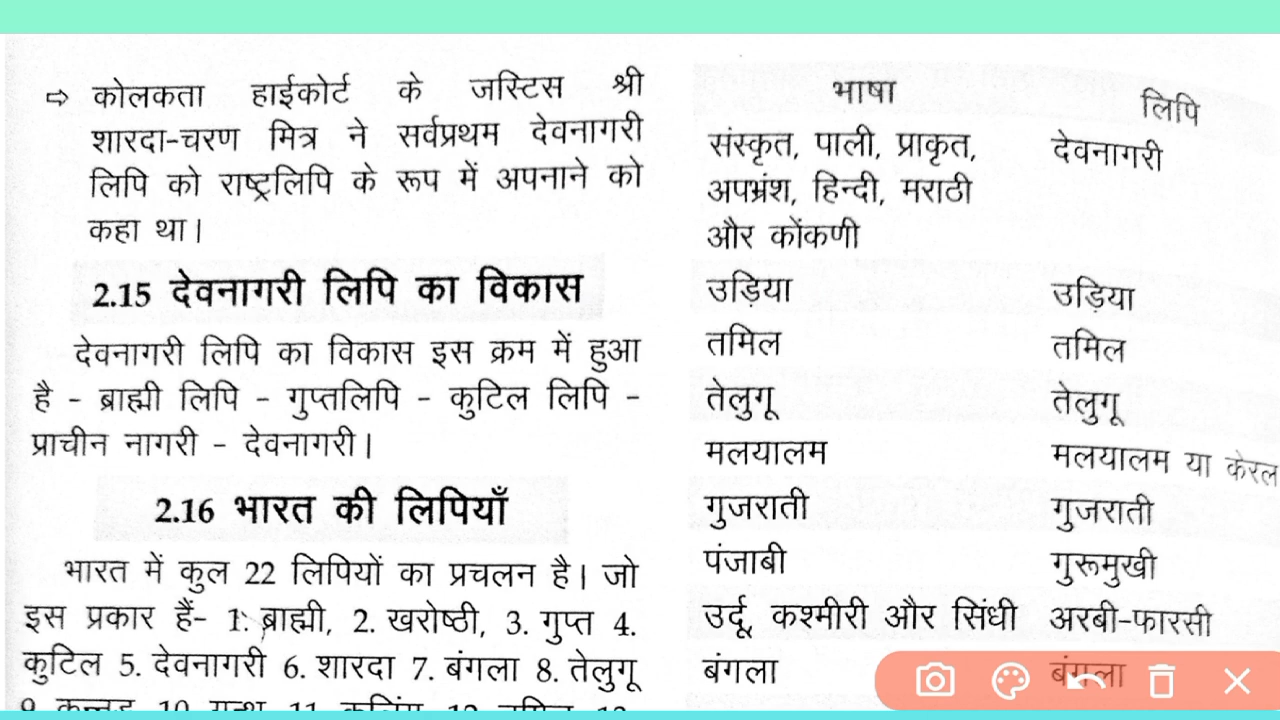 ⇨ कोलकता हाईकोर्ट के जस्टिस श्री
शारदा-चरण मित्र ने सर्वप्रथम देवनागरी
लिपि को राष्ट्रलिपि के रूप में अपनाने को
कहा था।
2.15 देवनागरी लिपि का विकास
देवनागरी लिपि का विकास इस क्रम में हुआ
है - ब्राह्मी लिपि - गुप्तलिपि - कुटिल लिपि -
प्राचीन नागरी - देवनागरी।
2.16 भारत की लिपियाँ
भारत में कुल 22 लिपियों का प्रचलन है। जो
इस प्रकार हैं- 1. ब्राह्मी, 2. खरोष्ठी, 3. गुप्त 4.
कुटिल 5. देवनागरी 6. शारदा 7. बंगला 8. तेलुगू
भाषा लिपि
संस्कृत, पाली, प्राकृत, देवनागरी
अपभ्रंश, हिन्दी, मराठी
और कोंकणी
उड़िया उड़िया
तमिल तमिल
तेलुगू तेलुगू
मलयालम मलयालम या केरल
गुजराती गुजराती
पंजाबी गुरूमुखी
उर्दू, कश्मीरी और सिंधी अरबी-फारसी
बंगला बंगला